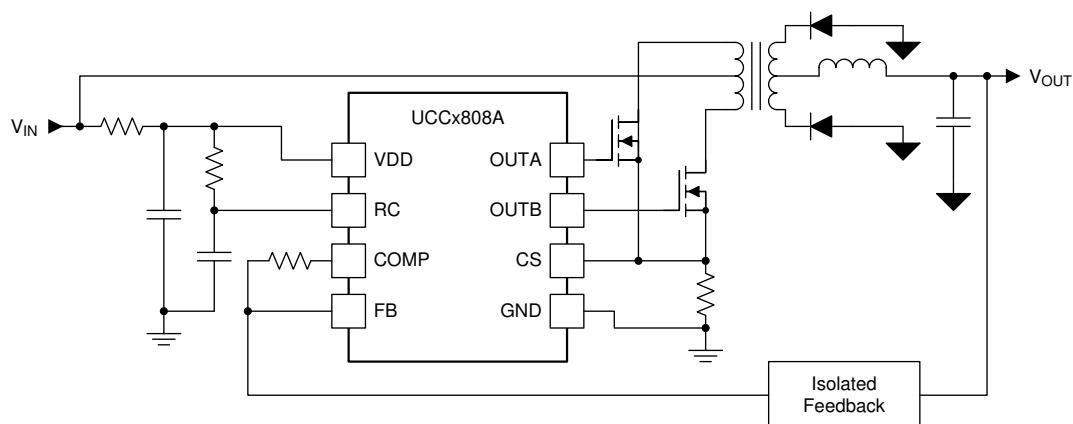 UCCx808A
V_OUT
V_IN
VDD
OUTA
RC
OUTB
COMP
CS
FB
GND
Isolated
Feedback